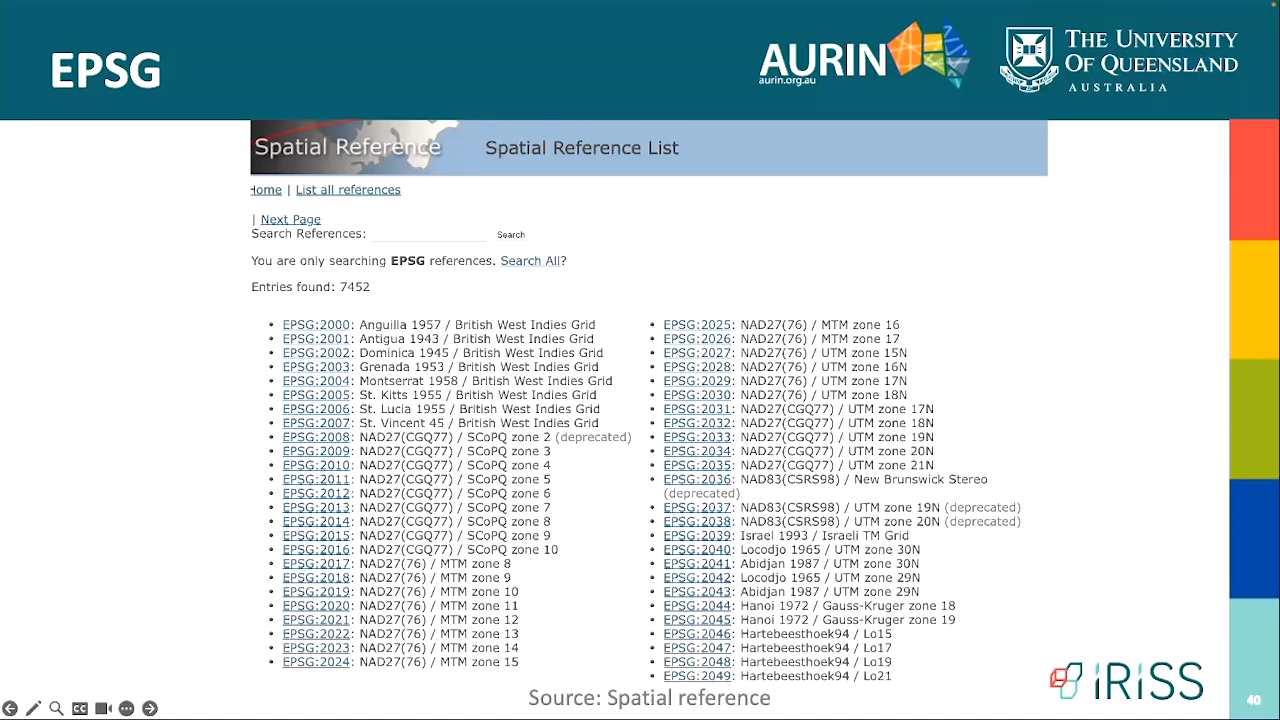 EPSG
AURIN
aurin.org.au
THE UNIVERSITY
OF QUEENSLAND
AUSTRALIA
Spatial Reference
Spatial Reference List
Home | List all references
| Next Page
Search References:
Search
You are only searching EPSG references. Search All?
Entries found: 7452
• EPSG:2000: Anguilla 1957 / British West Indies Grid
• EPSG:2001: Antigua 1943 / British West Indies Grid
• EPSG:2002: Dominica 1945 / British West Indies Grid
• EPSG:2003: Grenada 1953 / British West Indies Grid
• EPSG:2004: Montserrat 1958 / British West Indies Grid
• EPSG:2005: St. Kitts 1955 / British West Indies Grid
• EPSG:2006: St. Lucia 1955 / British West Indies Grid
• EPSG:2007: St. Vincent 45 / British West Indies Grid
• EPSG:2008: NAD27(CGQ77) / SCoPQ zone 2 (deprecated)
• EPSG:2009: NAD27(CGQ77) / SCoPQ zone 3
• EPSG:2010: NAD27(CGQ77) / SCoPQ zone 4
• EPSG:2011: NAD27(CGQ77) / SCoPQ zone 5
• EPSG:2012: NAD27(CGQ77) / SCoPQ zone 6
• EPSG:2013: NAD27(CGQ77) / SCoPQ zone 7
• EPSG:2014: NAD27(CGQ77) / SCoPQ zone 8
• EPSG:2015: NAD27(CGQ77) / SCoPQ zone 9
• EPSG:2016: NAD27(CGQ77) / SCoPQ zone 10
• EPSG:2017: NAD27(76) / MTM zone 8
• EPSG:2018: NAD27(76) / MTM zone 9
• EPSG:2019: NAD27(76) / MTM zone 10
• EPSG:2020: NAD27(76) / MTM zone 11
• EPSG:2021: NAD27(76) / MTM zone 12
• EPSG:2022: NAD27(76) / MTM zone 13
• EPSG:2023: NAD27(76) / MTM zone 14
• EPSG:2024: NAD27(76) / MTM zone 15
• EPSG:2025: NAD27(76) / MTM zone 16
• EPSG:2026: NAD27(76) / MTM zone 17
• EPSG:2027: NAD27(76) / UTM zone 15N
• EPSG:2028: NAD27(76) / UTM zone 16N
• EPSG:2029: NAD27(76) / UTM zone 17N
• EPSG:2030: NAD27(76) / UTM zone 18N
• EPSG:2031: NAD27(CGQ77) / UTM zone 17N
• EPSG:2032: NAD27(CGQ77) / UTM zone 18N
• EPSG:2033: NAD27(CGQ77) / UTM zone 19N
• EPSG:2034: NAD27(CGQ77) / UTM zone 20N
• EPSG:2035: NAD27(CGQ77) / UTM zone 21N
• EPSG:2036: NAD83(CSRS98) / New Brunswick Stereo
(deprecated)
• EPSG:2037: NAD83(CSRS98) / UTM zone 19N (deprecated)
• EPSG:2038: NAD83(CSRS98) / UTM zone 20N (deprecated)
• EPSG:2039: Israel 1993 / Israeli TM Grid
• EPSG:2040: Locodjo 1965 / UTM zone 30N
• EPSG:2041: Abidjan 1987 / UTM zone 30N
• EPSG:2042: Locodjo 1965 / UTM zone 29N
• EPSG:2043: Abidjan 1987 / UTM zone 29N
• EPSG:2044: Hanoi 1972 / Gauss-Kruger zone 18
• EPSG:2045: Hanoi 1972 / Gauss-Kruger zone 19
• EPSG:2046: Hartebeesthoek94 / Lo15
• EPSG:2047: Hartebeesthoek94 / Lo17
• EPSG:2048: Hartebeesthoek94 / Lo19
• EPSG:2049: Hartebeesthoek94 / Lo21
Source: Spatial reference
iRiSS
40
CC